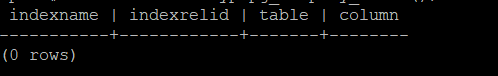 indexname | indexrelid | table | column
-----------+------------+-------+--------
(0 rows)